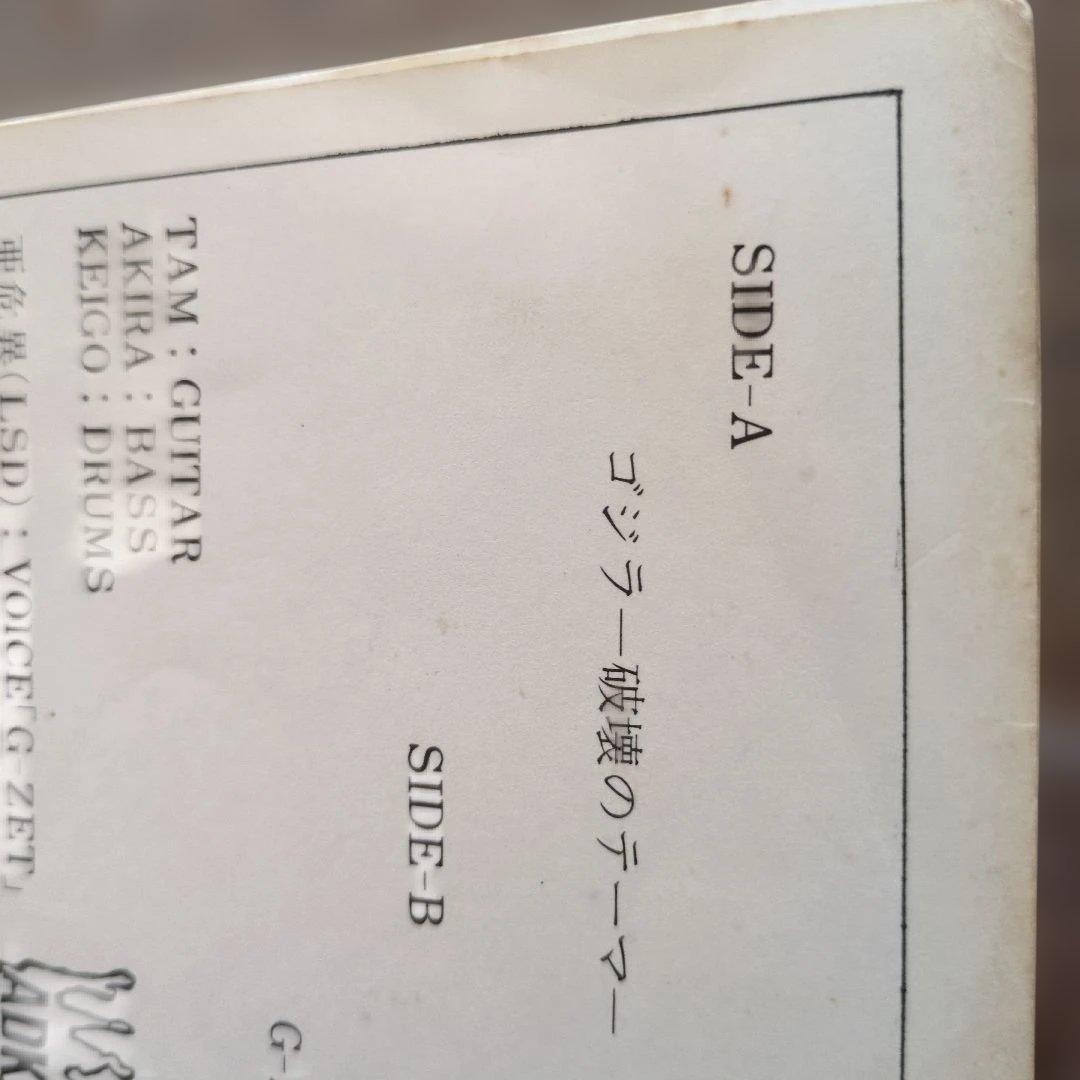 SIDE-A
ゴジラー破壊のテーマー
SIDE-B
G-
TAM：GUITAR
AKIRA：BASS
KEIGO：DRUMS
亜危異(LSD)：VOICE「G-ZET」
ADK